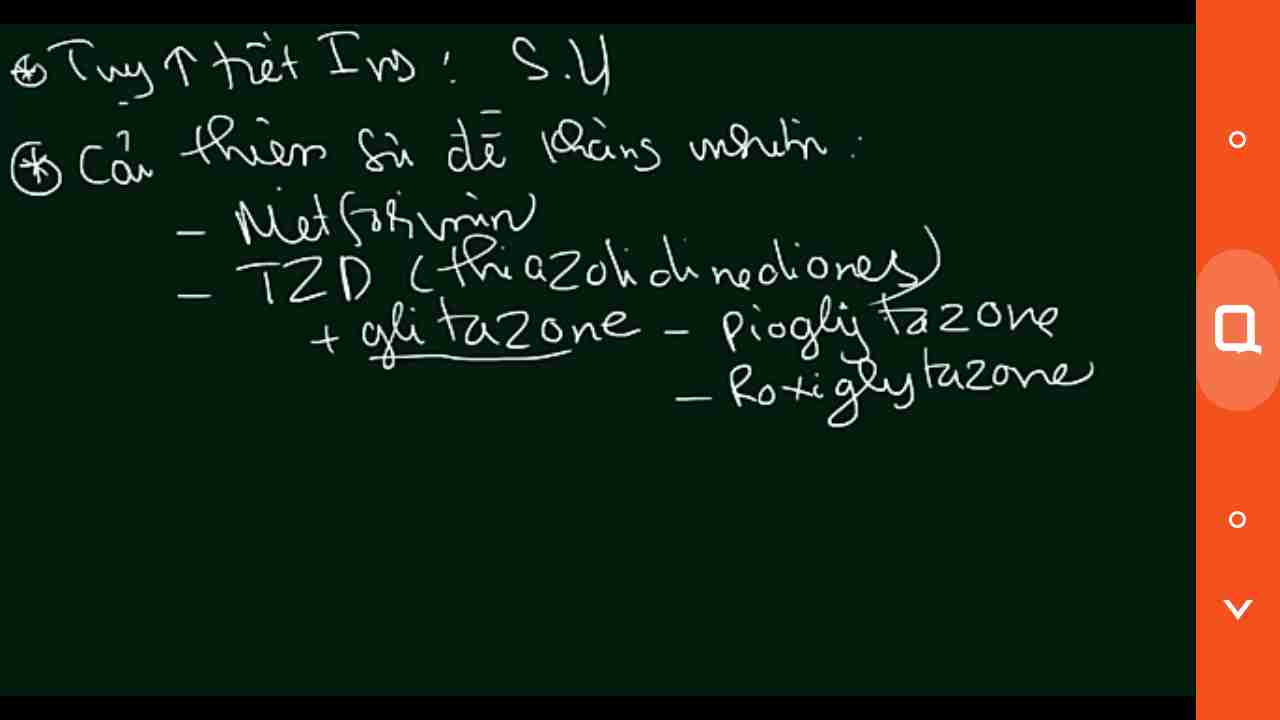 * Tụy ↑ tiết Ins : S.U
* Cải thiện sự đề kháng insulin :
- Metformin
- TZD (thiazolidinediones)
+ glitazone - Pioglytazone
- Roxiglytazone